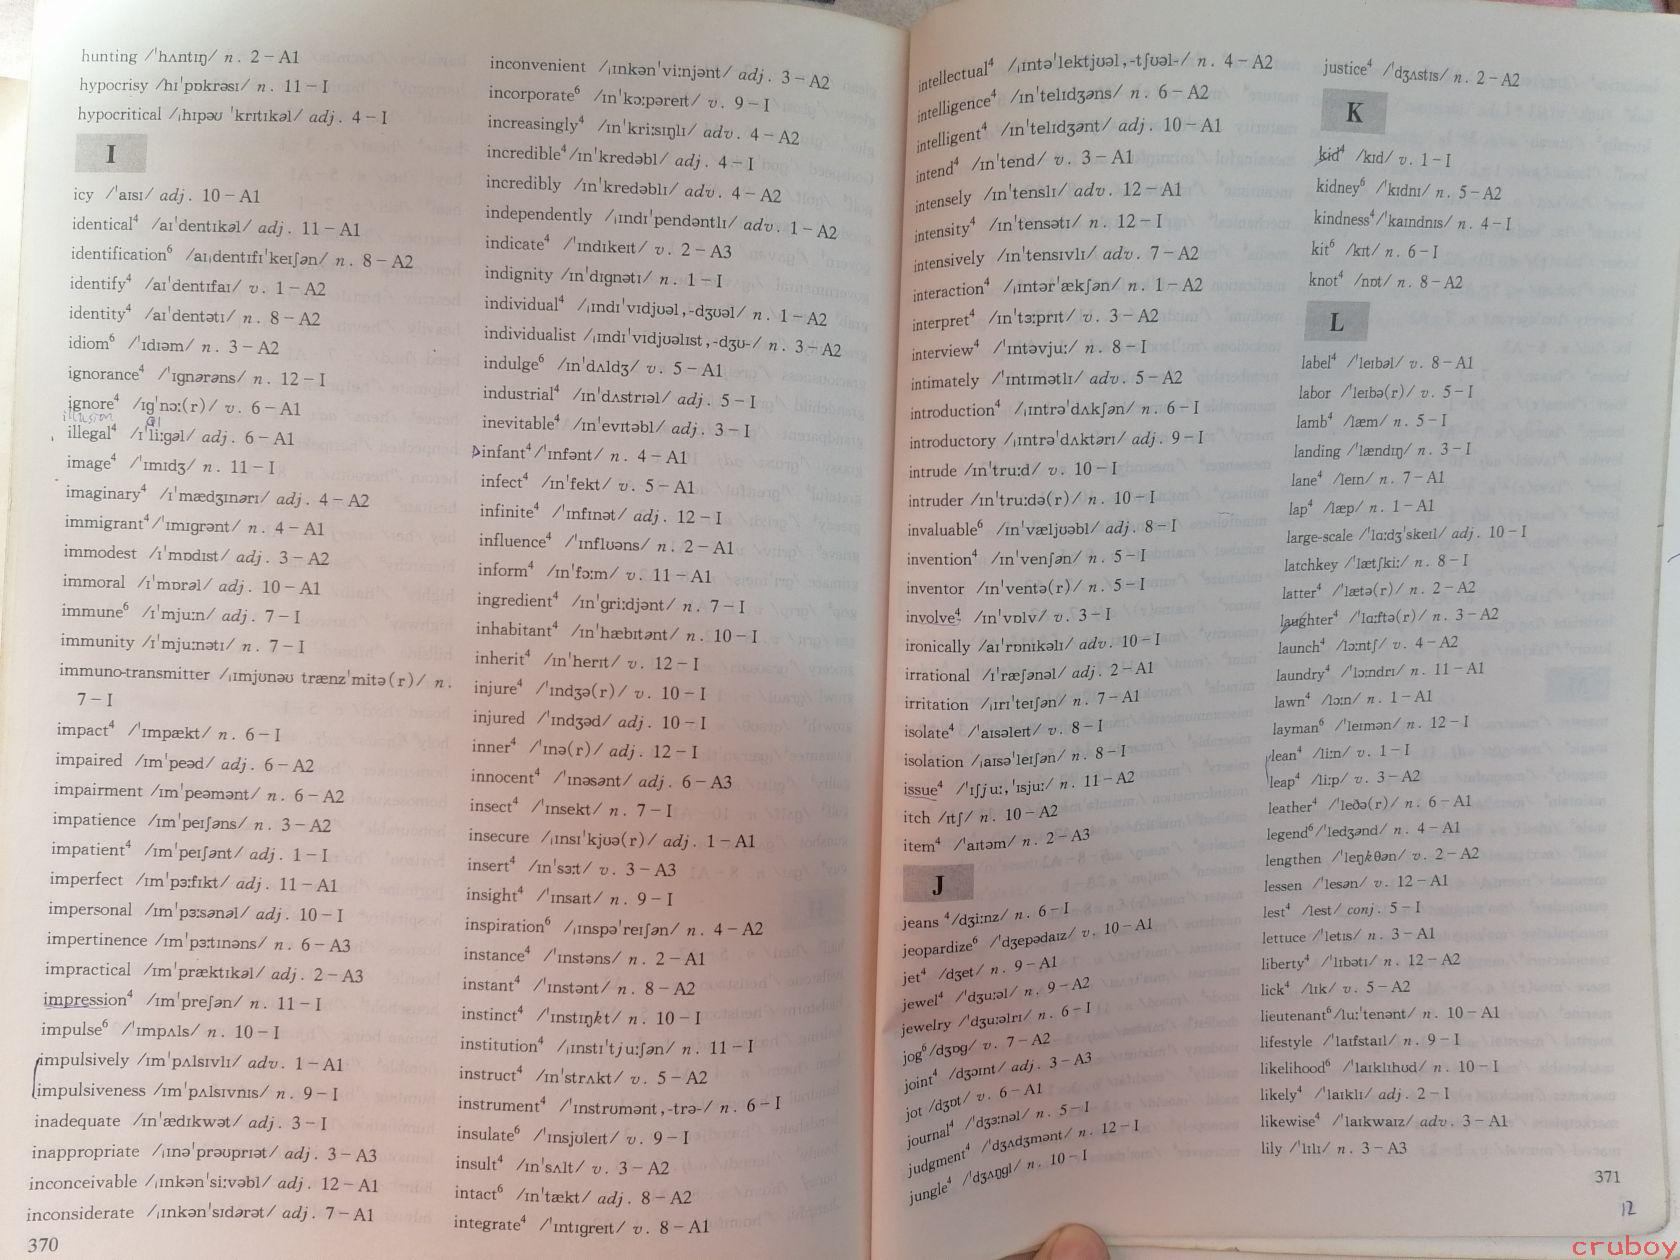 hunting /ˈhʌntɪŋ/ n. 2－A1
hypocrisy /hɪˈpɒkrəsɪ/ n. 11－I
hypocritical /ˌhɪpəʊ ˈkrɪtɪkəl/ adj. 4－I
I
icy /ˈaɪsɪ/ adj. 10－A1
identical⁴ /aɪˈdentɪkəl/ adj. 11－A1
identification⁶ /aɪˌdentɪfɪˈkeɪʃən/ n. 8－A2
identify⁴ /aɪˈdentɪfaɪ/ v. 1－A2
identity⁴ /aɪˈdentətɪ/ n. 8－A2
idiom⁶ /ˈɪdɪəm/ n. 3－A2
ignorance⁴ /ˈɪgnərəns/ n. 12－I
ignore⁴ /ɪgˈnɔː(r)/ v. 6－A1
illusion
illegal⁴ /ɪˈliːgəl/ adj. 6－A1
image⁴ /ˈɪmɪdʒ/ n. 11－I
imaginary⁴ /ɪˈmædʒɪnərɪ/ adj. 4－A2
immigrant⁴ /ˈɪmɪgrənt/ n. 4－A1
immodest /ɪˈmɒdɪst/ adj. 3－A2
immoral /ɪˈmɒrəl/ adj. 10－A1
immune⁶ /ɪˈmjuːn/ adj. 7－I
immunity /ɪˈmjuːnətɪ/ n. 7－I
immuno-transmitter /ˌɪmjʊnəʊ trænzˈmitə(r)/ n.
7－I
impact⁴ /ˈɪmpækt/ n. 6－I
impaired /ɪmˈpeəd/ adj. 6－A2
impairment /ɪmˈpeəmənt/ n. 6－A2
impatience /ɪmˈpeɪʃəns/ n. 3－A2
impatient⁴ /ɪmˈpeɪʃənt/ adj. 1－I
imperfect /ɪmˈpɜːfɪkt/ adj. 11－A1
impersonal /ɪmˈpɜːsənəl/ adj. 10－I
impertinence /ɪmˈpɜːtɪnəns/ n. 6－A3
impractical /ɪmˈpræktɪkəl/ adj. 2－A3
impression⁴ /ɪmˈpreʃən/ n. 11－I
impulse⁶ /ˈɪmpʌls/ n. 10－I
impulsively /ɪmˈpʌlsɪvlɪ/ adv. 1－A1
impulsiveness /ɪmˈpʌlsɪvnɪs/ n. 9－I
inadequate /ɪnˈædɪkwət/ adj. 3－I
inappropriate /ˌɪnəˈprəʊprɪət/ adj. 3－A3
inconceivable /ˌɪnkənˈsiːvəbl/ adj. 12－A1
inconsiderate /ˌɪnkənˈsɪdərət/ adj. 7－A1
370
inconvenient /ˌɪnkənˈviːnjənt/ adj. 3－A2
incorporate⁶ /ɪnˈkɔːpəreɪt/ v. 9－I
increasingly⁴ /ɪnˈkriːsɪŋlɪ/ adv. 4－A2
incredible⁴ /ɪnˈkredəbl/ adj. 4－I
incredibly /ɪnˈkredəblɪ/ adv. 4－A2
independently /ˌɪndɪˈpendəntlɪ/ adv. 1－A2
indicate⁴ /ˈɪndɪkeɪt/ v. 2－A3
indignity /ɪnˈdɪgnətɪ/ n. 1－I
individual⁴ /ˌɪndɪˈvɪdjʊəl,-dʒʊəl/ n. 1－A2
individualist /ˌɪndɪˈvɪdjʊəlɪst,-dʒʊ-/ n. 3－A2
indulge⁶ /ɪnˈdʌldʒ/ v. 5－A1
industrial⁴ /ɪnˈdʌstrɪəl/ adj. 5－I
inevitable⁴ /ɪnˈevɪtəbl/ adj. 3－I
infant⁴ /ˈɪnfənt/ n. 4－A1
infect⁴ /ɪnˈfekt/ v. 5－A1
infinite⁴ /ˈɪnfɪnət/ adj. 12－I
influence⁴ /ˈɪnflʊəns/ n. 2－A1
inform⁴ /ɪnˈfɔːm/ v. 11－A1
ingredient⁴ /ɪnˈgriːdjənt/ n. 7－I
inhabitant⁴ /ɪnˈhæbɪtənt/ n. 10－I
inherit⁴ /ɪnˈherɪt/ v. 12－I
injure⁴ /ˈɪndʒə(r)/ v. 10－I
injured /ˈɪndʒəd/ adj. 10－I
inner⁴ /ˈɪnə(r)/ adj. 12－I
innocent⁴ /ˈɪnəsənt/ adj. 6－A3
insect⁴ /ˈɪnsekt/ n. 7－I
insecure /ˌɪnsɪˈkjʊə(r)/ adj. 1－A1
insert⁴ /ɪnˈsɜːt/ v. 3－A3
insight⁴ /ˈɪnsaɪt/ n. 9－I
inspiration⁶ /ˌɪnspəˈreɪʃən/ n. 4－A2
instance⁴ /ˈɪnstəns/ n. 2－A1
instant⁴ /ˈɪnstənt/ n. 8－A2
instinct⁴ /ˈɪnstɪŋkt/ n. 10－I
institution⁴ /ˌɪnstɪˈtjuːʃən/ n. 11－I
instruct⁴ /ɪnˈstrʌkt/ v. 5－A2
instrument⁴ /ˈɪnstrʊmənt,-trə-/ n. 6－I
insulate⁶ /ˈɪnsjʊleɪt/ v. 9－I
insult⁴ /ɪnˈsʌlt/ v. 3－A2
intact⁶ /ɪnˈtækt/ adj. 8－A2
integrate⁴ /ˈɪntɪgreɪt/ v. 8－A1
intellectual⁴ /ˌɪntəˈlektjʊəl,-tʃʊəl-/ n. 4－A2
intelligence⁴ /ɪnˈtelɪdʒəns/ n. 6－A2
intelligent⁴ /ɪnˈtelɪdʒənt/ adj. 10－A1
intend⁴ /ɪnˈtend/ v. 3－A1
intensely /ɪnˈtenslɪ/ adv. 12－A1
intensity⁴ /ɪnˈtensətɪ/ n. 12－I
intensively /ɪnˈtensɪvlɪ/ adv. 7－A2
interaction⁴ /ˌɪntərˈækʃən/ n. 1－A2
interpret⁴ /ɪnˈtɜːprɪt/ v. 3－A2
interview⁴ /ˈɪntəvjuː/ n. 8－I
intimately /ˈɪntɪmətlɪ/ adv. 5－A2
introduction⁴ /ˌɪntrəˈdʌkʃən/ n. 6－I
introductory /ˌɪntrəˈdʌktərɪ/ adj. 9－I
intrude /ɪnˈtruːd/ v. 10－I
intruder /ɪnˈtruːdə(r)/ n. 10－I
invaluable⁶ /ɪnˈvæljʊəbl/ adj. 8－I
invention⁴ /ɪnˈvenʃən/ n. 5－I
inventor /ɪnˈventə(r)/ n. 5－I
involve⁴ /ɪnˈvɒlv/ v. 3－I
ironically /aɪˈrɒnɪkəlɪ/ adv. 10－I
irrational /ɪˈræʃənəl/ adj. 2－A1
irritation /ˌɪrɪˈteɪʃən/ n. 7－A1
isolate⁴ /ˈaɪsəleɪt/ v. 8－I
isolation /ˌaɪsəˈleɪʃən/ n. 8－I
issue⁴ /ˈɪʃjuː,ˈɪsjuː/ n. 11－A2
itch /ɪtʃ/ n. 10－A2
item⁴ /ˈaɪtəm/ n. 2－A3
J
jeans⁴ /dʒiːnz/ n. 6－I
jeopardize⁶ /ˈdʒepədaɪz/ v. 10－A1
jet⁴ /dʒet/ n. 9－A1
jewel⁴ /ˈdʒuːəl/ n. 9－A2
jewelry /ˈdʒuːəlrɪ/ n. 6－I
jog⁶ /dʒɒg/ v. 7－A2
joint⁴ /dʒɔɪnt/ adj. 3－A3
jot /dʒɒt/ v. 6－A1
journal⁴ /ˈdʒɜːnəl/ n. 5－I
judgment⁴ /ˈdʒʌdʒmənt/ n. 12－I
jungle⁴ /ˈdʒʌŋgl/ n. 10－I
justice⁴ /ˈdʒʌstɪs/ n. 2－A2
K
kid⁴ /kɪd/ v. 1－I
kidney⁶ /ˈkɪdnɪ/ n. 5－A2
kindness⁴ /ˈkaɪndnɪs/ n. 4－I
kit⁶ /kɪt/ n. 6－I
knot⁴ /nɒt/ n. 8－A2
L
label⁴ /ˈleɪbəl/ v. 8－A1
labor /ˈleɪbə(r)/ v. 5－I
lamb⁴ /læm/ n. 5－I
landing /ˈlændɪŋ/ n. 3－I
lane⁴ /leɪn/ n. 7－A1
lap⁴ /læp/ n. 1－A1
large-scale /ˈlɑːdʒˈskeɪl/ adj. 10－I
latchkey /ˈlætʃkiː/ n. 8－I
latter⁴ /ˈlætə(r)/ n. 2－A2
laughter⁴ /ˈlɑːftə(r)/ n. 3－A2
launch⁴ /lɔːntʃ/ v. 4－A2
laundry⁴ /ˈlɔːndrɪ/ n. 11－A1
lawn⁴ /lɔːn/ n. 1－A1
layman⁶ /ˈleɪmən/ n. 12－I
lean⁴ /liːn/ v. 1－I
leap⁴ /liːp/ v. 3－A2
leather⁴ /ˈleðə(r)/ n. 6－A1
legend⁶ /ˈledʒənd/ n. 4－A1
lengthen /ˈleŋkθən/ v. 2－A2
lessen /ˈlesən/ v. 12－A1
lest⁴ /lest/ conj. 5－I
lettuce /ˈletɪs/ n. 3－A1
liberty⁴ /ˈlɪbətɪ/ n. 12－A2
lick⁴ /lɪk/ v. 5－A2
lieutenant⁶ /luːˈtenənt/ n. 10－A1
lifestyle /ˈlaɪfstaɪl/ n. 9－I
likelihood⁶ /ˈlaɪklɪhʊd/ n. 10－I
likely⁴ /ˈlaɪklɪ/ adj. 2－I
likewise⁴ /ˈlaɪkwaɪz/ adv. 3－A1
lily /ˈlɪlɪ/ n. 3－A3
371
12
cruboy